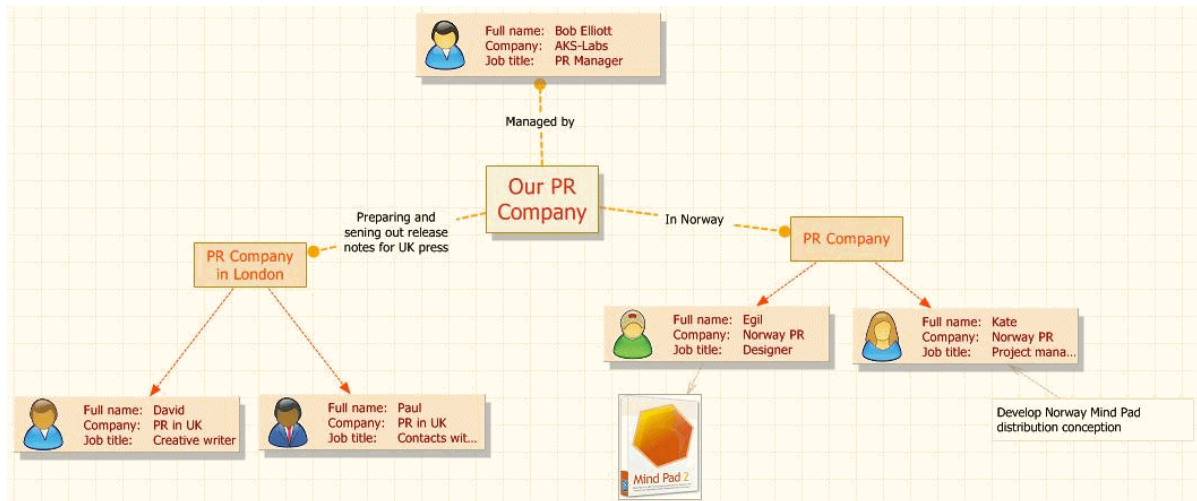 Full name: Bob Elliott
Company: AKS-Labs
Job title: PR Manager
Managed by
Our PR
Company
Preparing and
sening out release
notes for UK press
In Norway
PR Company
in London
PR Company
Full name: Egil
Company: Norway PR
Job title: Designer
Full name: Kate
Company: Norway PR
Job title: Project mana...
Full name: David
Company: PR in UK
Job title: Creative writer
Full name: Paul
Company: PR in UK
Job title: Contacts wit...
Develop Norway Mind Pad
distribution conception
Mind Pad 2